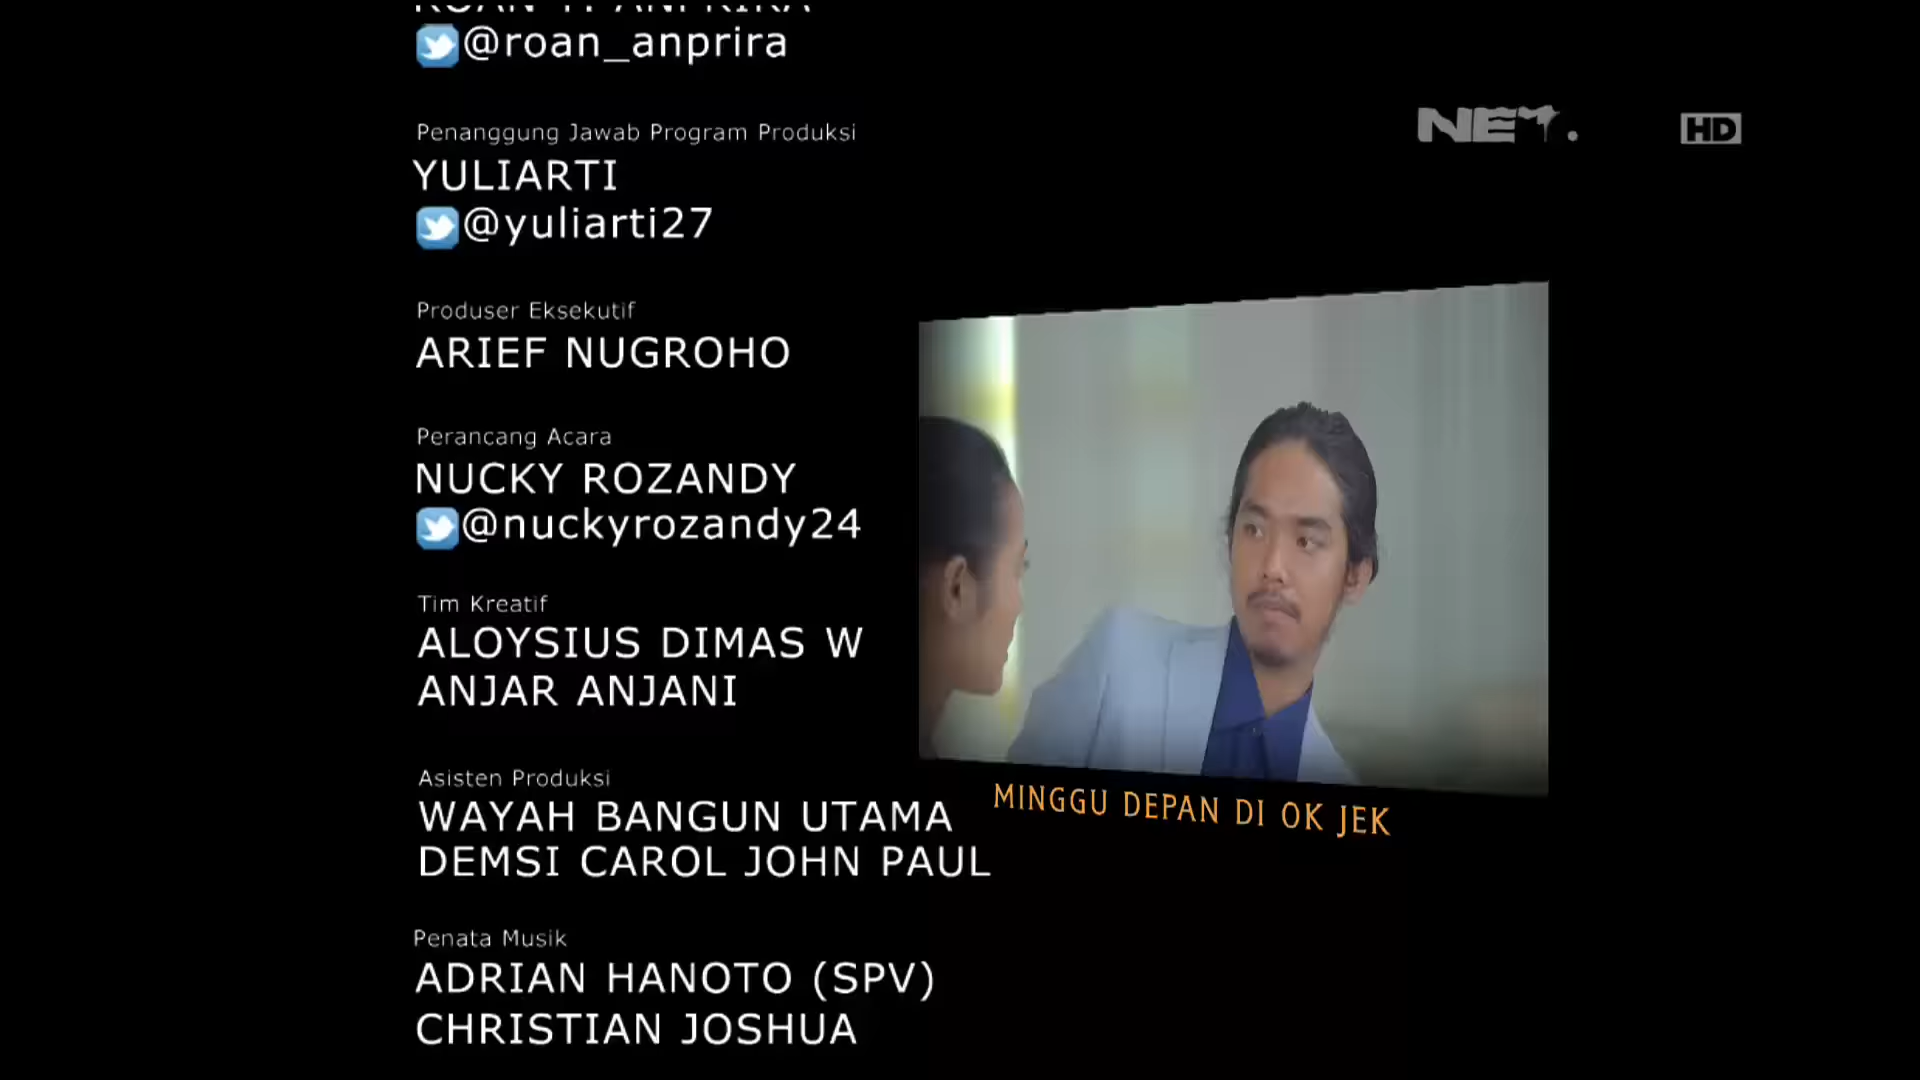 @roan_anprira
Penanggung Jawab Program Produksi
YULIARTI
@yuliarti27
Produser Eksekutif
ARIEF NUGROHO
Perancang Acara
NUCKY ROZANDY
@nuckyrozandy24
Tim Kreatif
ALOYSIUS DIMAS W
ANJAR ANJANI
Asisten Produksi
WAYAH BANGUN UTAMA
DEMSI CAROL JOHN PAUL
Penata Musik
ADRIAN HANOTO (SPV)
CHRISTIAN JOSHUA
NET.
HD
MINGGU DEPAN DI OK JEK